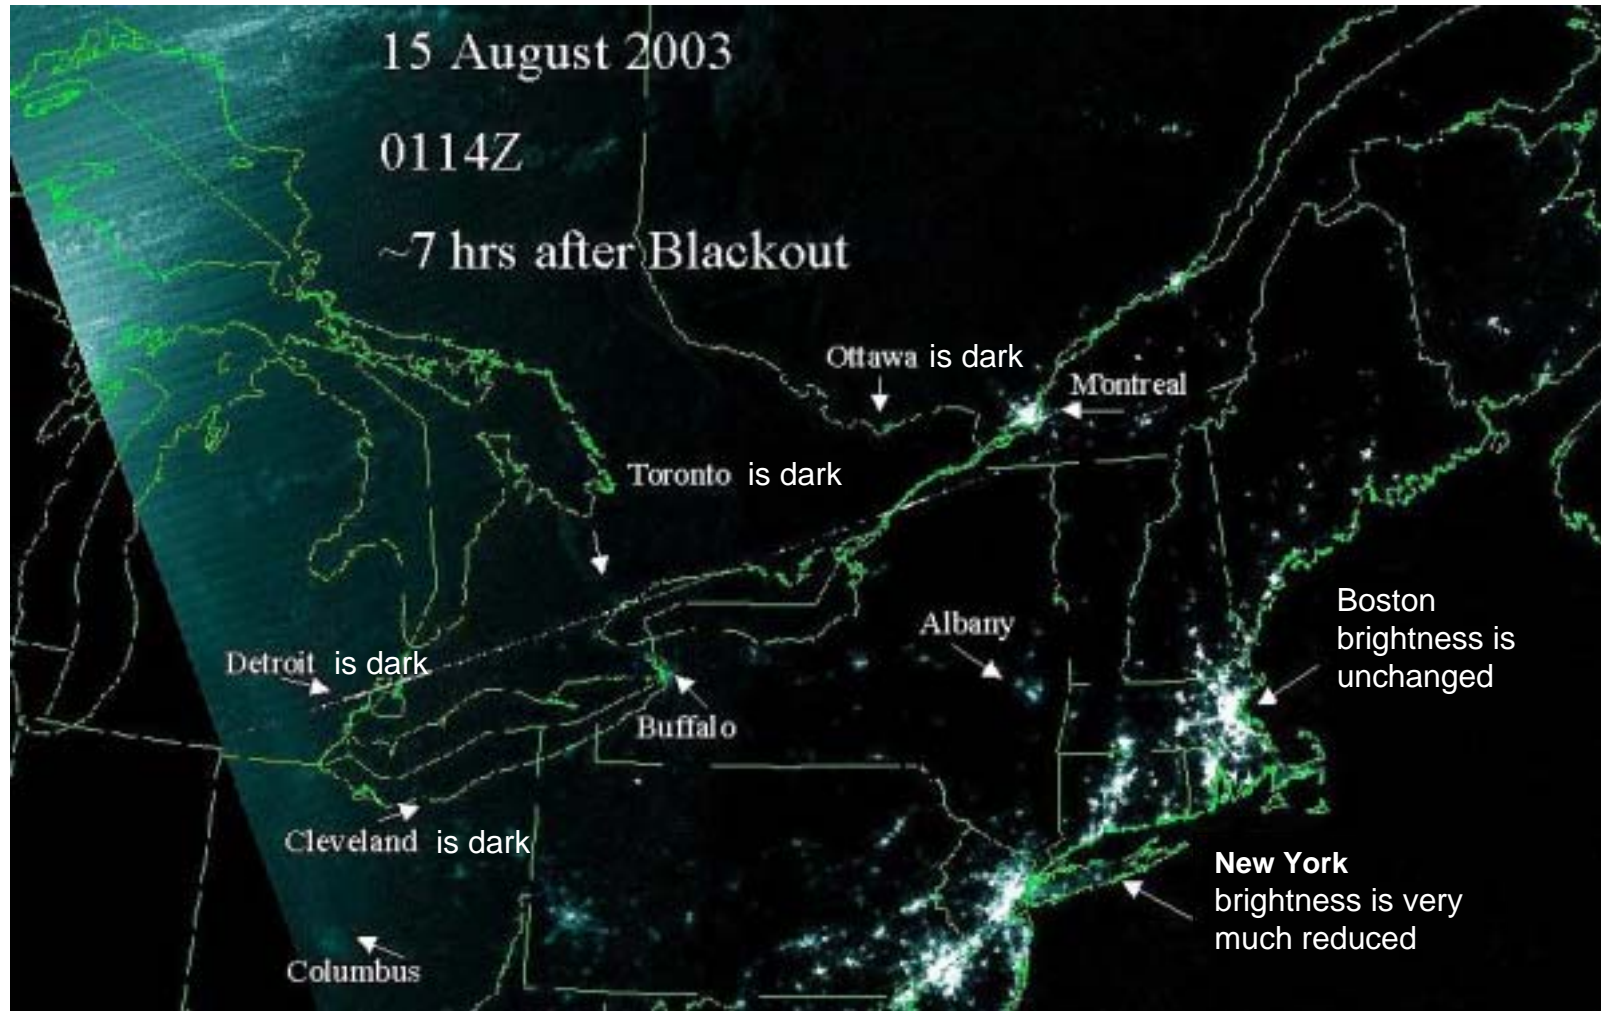 15 August 2003
0114Z
~7 hrs after Blackout
Ottawa is dark
Montreal
Toronto is dark
Boston
brightness is
unchanged
Albany
Detroit is dark
Buffalo
Cleveland is dark
New York
brightness is very
much reduced
Columbus